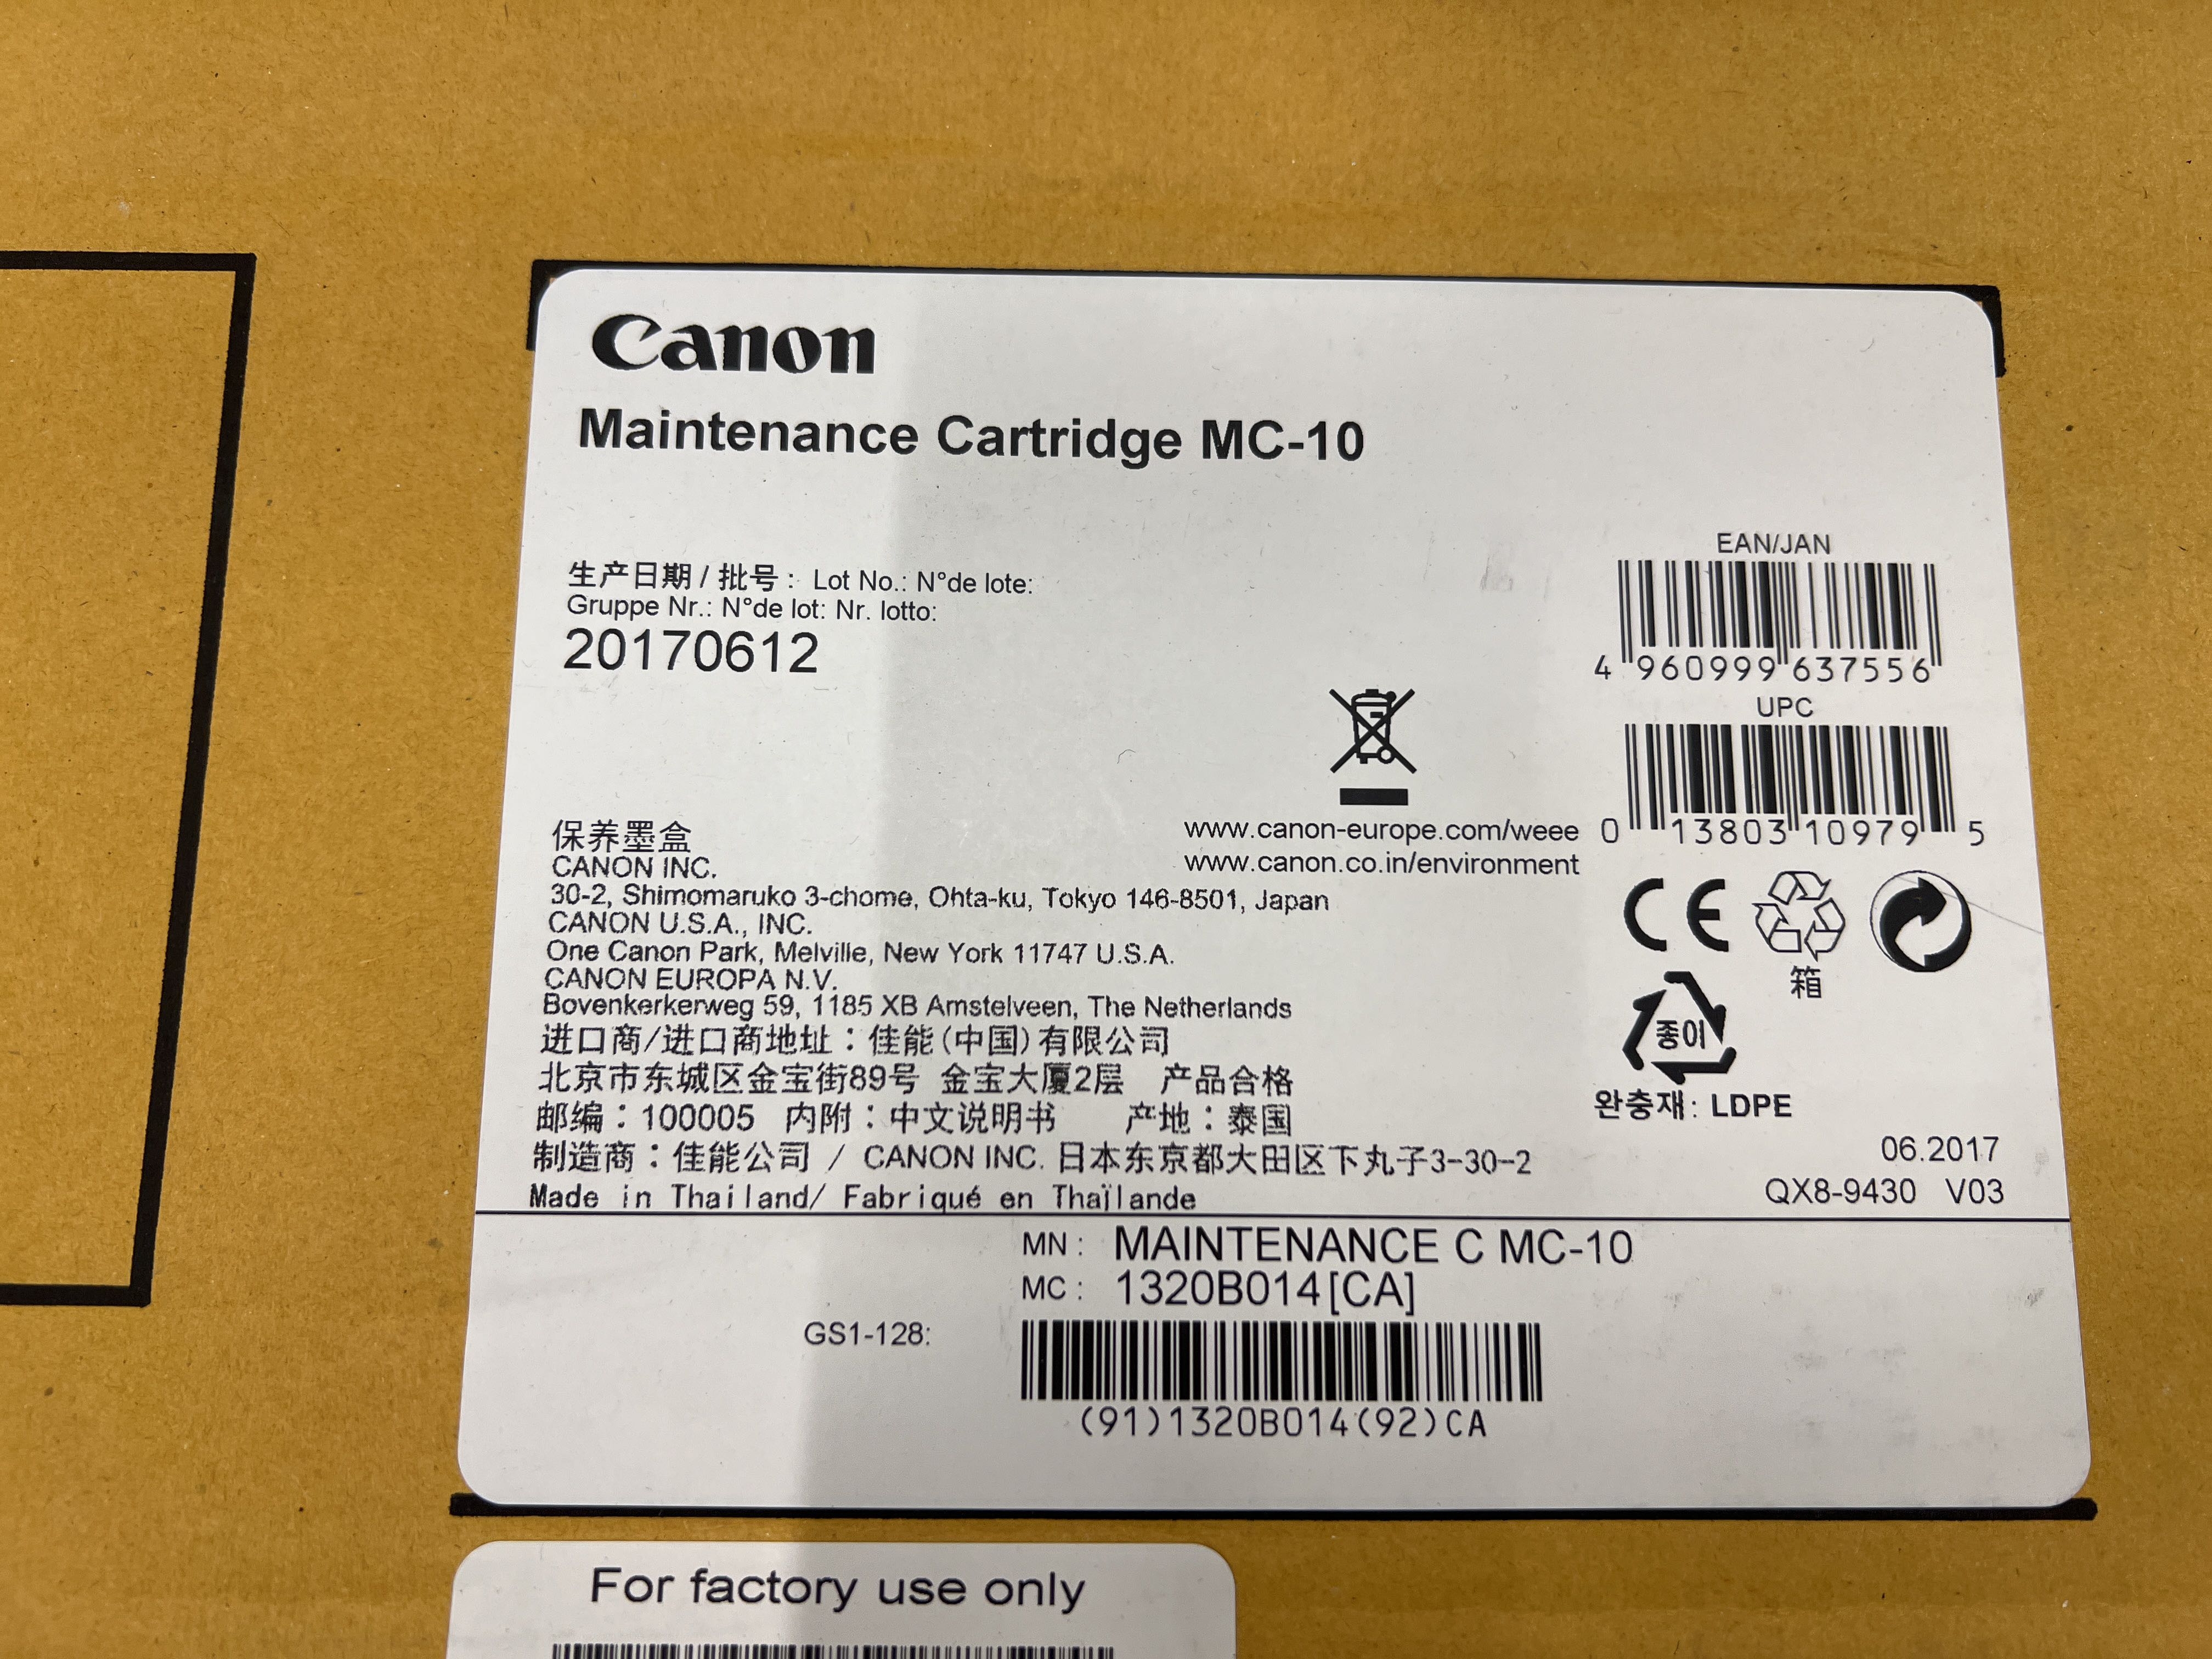 Canon
Maintenance Cartridge MC-10
生产日期 / 批号 : Lot No.: N°de lote:
Gruppe Nr.: N°de lot: Nr. lotto:
20170612
EAN/JAN
4 960999 637556
UPC
0 13803 10979 5
www.canon-europe.com/weee
www.canon.co.in/environment
保养墨盒
CANON INC.
30-2, Shimomaruko 3-chome, Ohta-ku, Tokyo 146-8501, Japan
CANON U.S.A., INC.
One Canon Park, Melville, New York 11747 U.S.A.
CANON EUROPA N.V.
Bovenkerkerweg 59, 1185 XB Amstelveen, The Netherlands
进口商/进口商地址：佳能(中国)有限公司
北京市东城区金宝街89号 金宝大厦2层 产品合格
邮编：100005 内附：中文说明书 产地：泰国
制造商：佳能公司 / CANON INC. 日本东京都大田区下丸子3-30-2
Made in Thailand/ Fabriqué en Thaïlande
CE
箱
종이
완충재: LDPE
06.2017
QX8-9430 V03
MN : MAINTENANCE C MC-10
MC : 1320B014[CA]
GS1-128:
(91)1320B014(92)CA
For factory use only